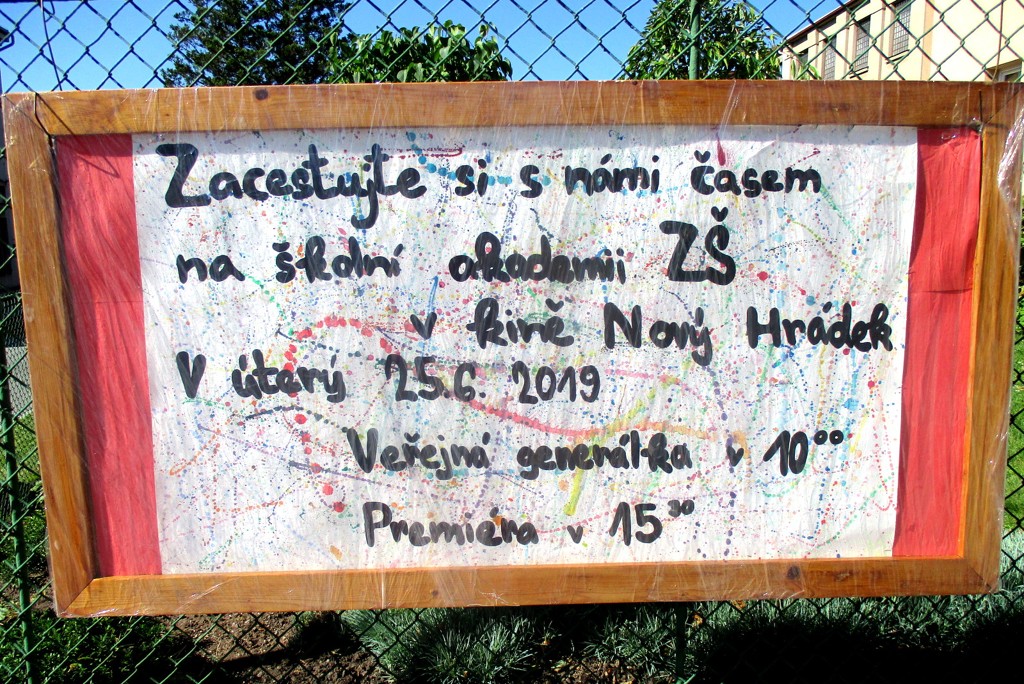 Zacestujte si s námi časem
na školní akademii ZŠ
v kině Nový Hrádek
V úterý 25.6. 2019
Veřejná generálka v 10⁰⁰
Premiéra v 15³⁰